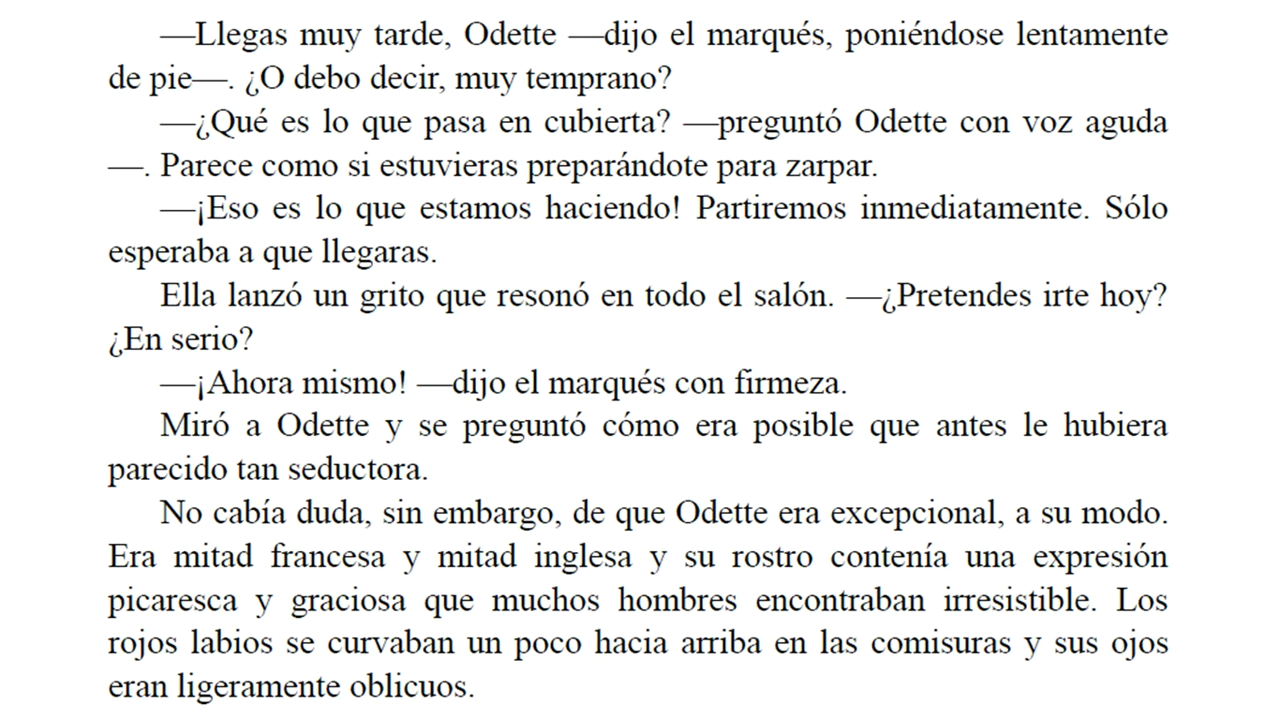 —Llegas muy tarde, Odette —dijo el marqués, poniéndose lentamente
de pie—. ¿O debo decir, muy temprano?
—¿Qué es lo que pasa en cubierta? —preguntó Odette con voz aguda
—. Parece como si estuvieras preparándote para zarpar.
—¡Eso es lo que estamos haciendo! Partiremos inmediatamente. Sólo
esperaba a que llegaras.
Ella lanzó un grito que resonó en todo el salón. —¿Pretendes irte hoy?
¿En serio?
—¡Ahora mismo! —dijo el marqués con firmeza.
Miró a Odette y se preguntó cómo era posible que antes le hubiera
parecido tan seductora.
No cabía duda, sin embargo, de que Odette era excepcional, a su modo.
Era mitad francesa y mitad inglesa y su rostro contenía una expresión
picaresca y graciosa que muchos hombres encontraban irresistible. Los
rojos labios se curvaban un poco hacia arriba en las comisuras y sus ojos
eran ligeramente oblicuos.